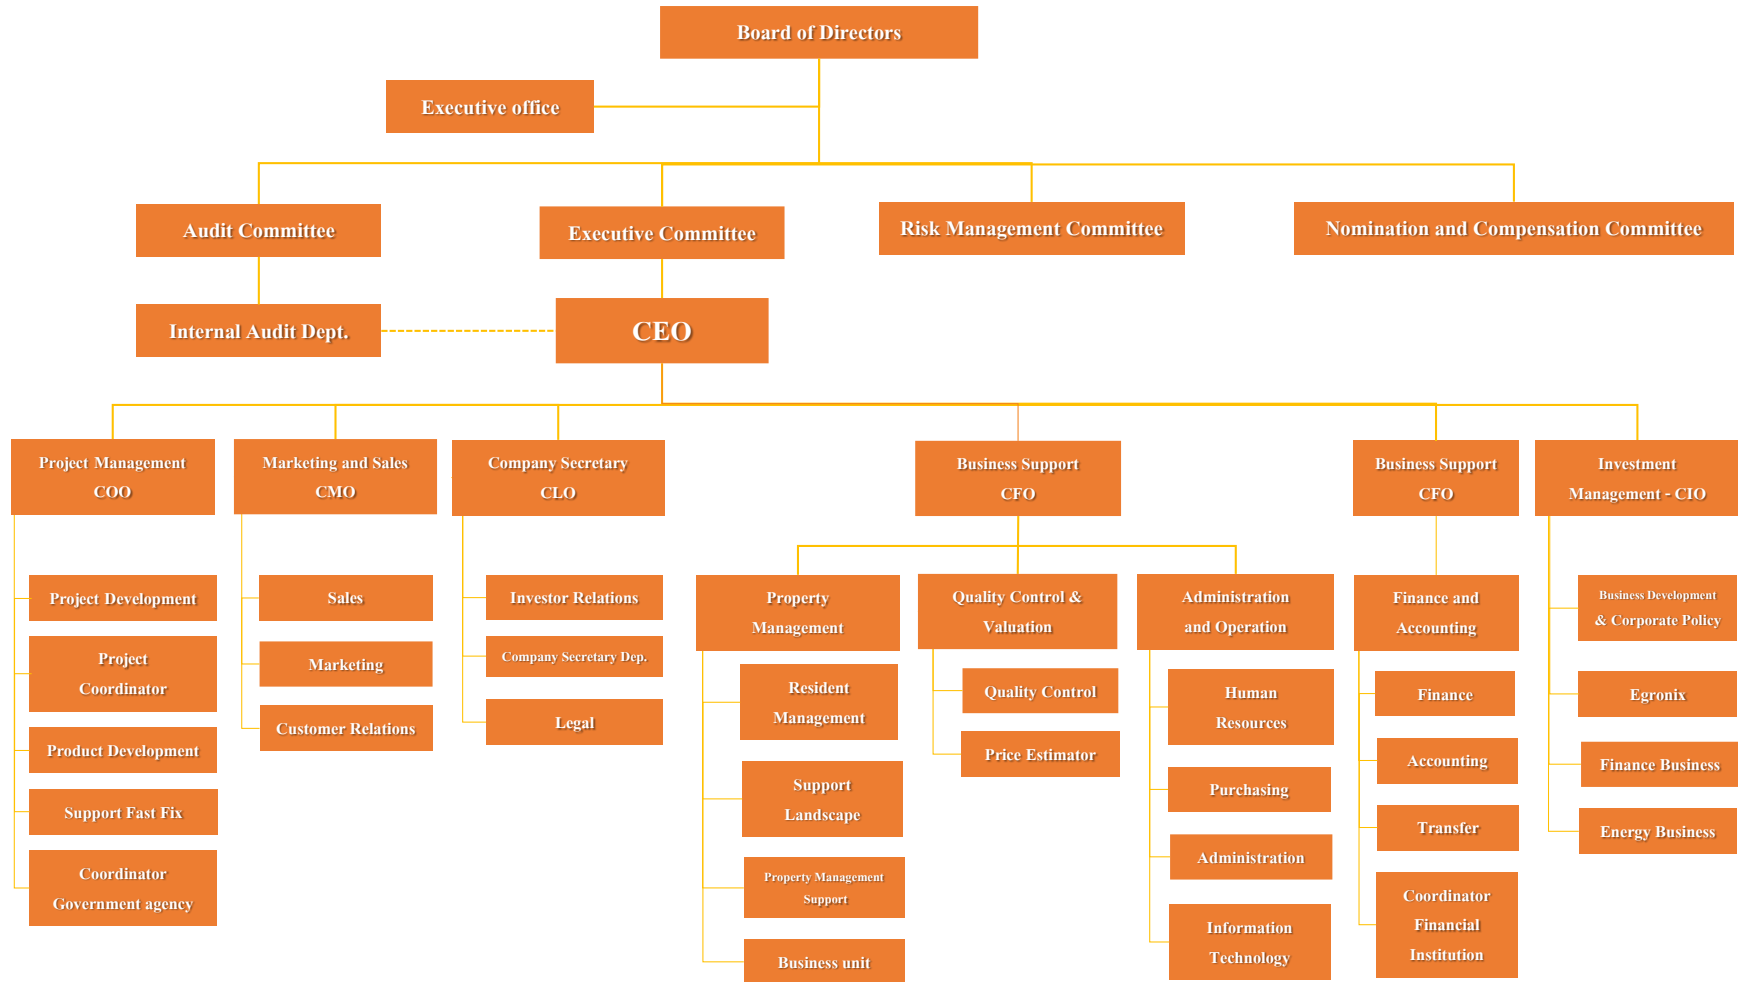 Board of Directors
Executive office
Audit Committee
Executive Committee
Risk Management Committee
Nomination and Compensation Committee
Internal Audit Dept.
CEO
Project Management
COO
Marketing and Sales
CMO
Company Secretary
CLO
Business Support
CFO
Business Support
CFO
Investment
Management - CIO
Project Development
Project
Coordinator
Product Development
Support Fast Fix
Coordinator
Government agency
Sales
Marketing
Customer Relations
Investor Relations
Company Secretary Dep.
Legal
Property
Management
Resident
Management
Support
Landscape
Property Management
Support
Business unit
Quality Control &
Valuation
Quality Control
Price Estimator
Administration
and Operation
Human
Resources
Purchasing
Administration
Information
Technology
Finance and
Accounting
Finance
Accounting
Transfer
Coordinator
Financial
Institution
Business Development
& Corporate Policy
Egronix
Finance Business
Energy Business